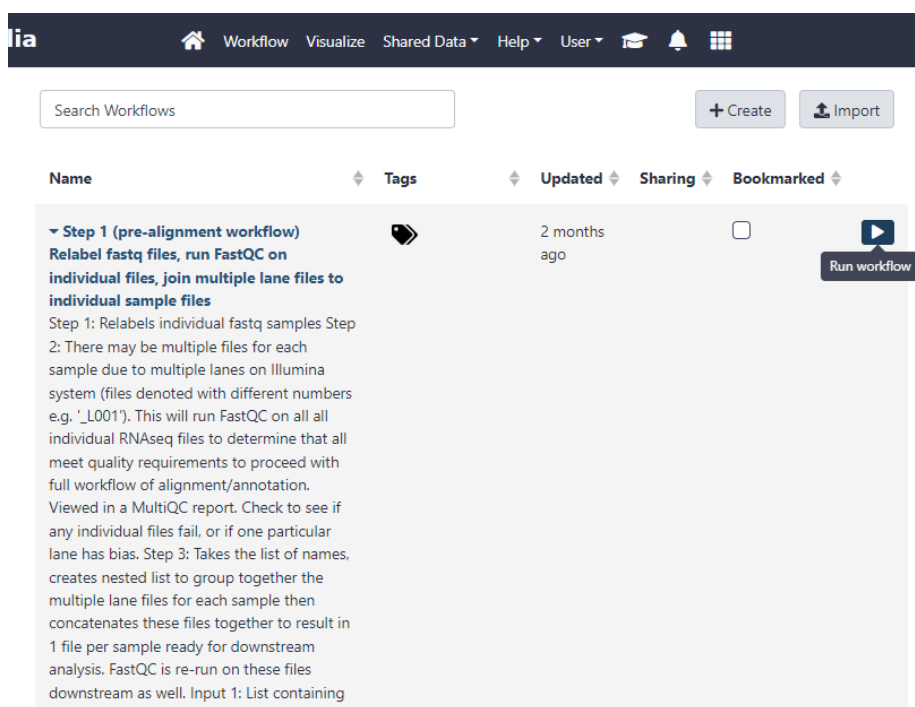 lia
Workflow Visualize Shared Data Help User
Search Workflows
+ Create
Import
Name Tags Updated Sharing Bookmarked
Step 1 (pre-alignment workflow)
Relabel fastq files, run FastQC on
individual files, join multiple lane files to
individual sample files
2 months
ago
Run workflow
Step 1: Relabels individual fastq samples Step
2: There may be multiple files for each
sample due to multiple lanes on Illumina
system (files denoted with different numbers
e.g. '_L001'). This will run FastQC on all all
individual RNAseq files to determine that all
meet quality requirements to proceed with
full workflow of alignment/annotation.
Viewed in a MultiQC report. Check to see if
any individual files fail, or if one particular
lane has bias. Step 3: Takes the list of names,
creates nested list to group together the
multiple lane files for each sample then
concatenates these files together to result in
1 file per sample ready for downstream
analysis. FastQC is re-run on these files
downstream as well. Input 1: List containing